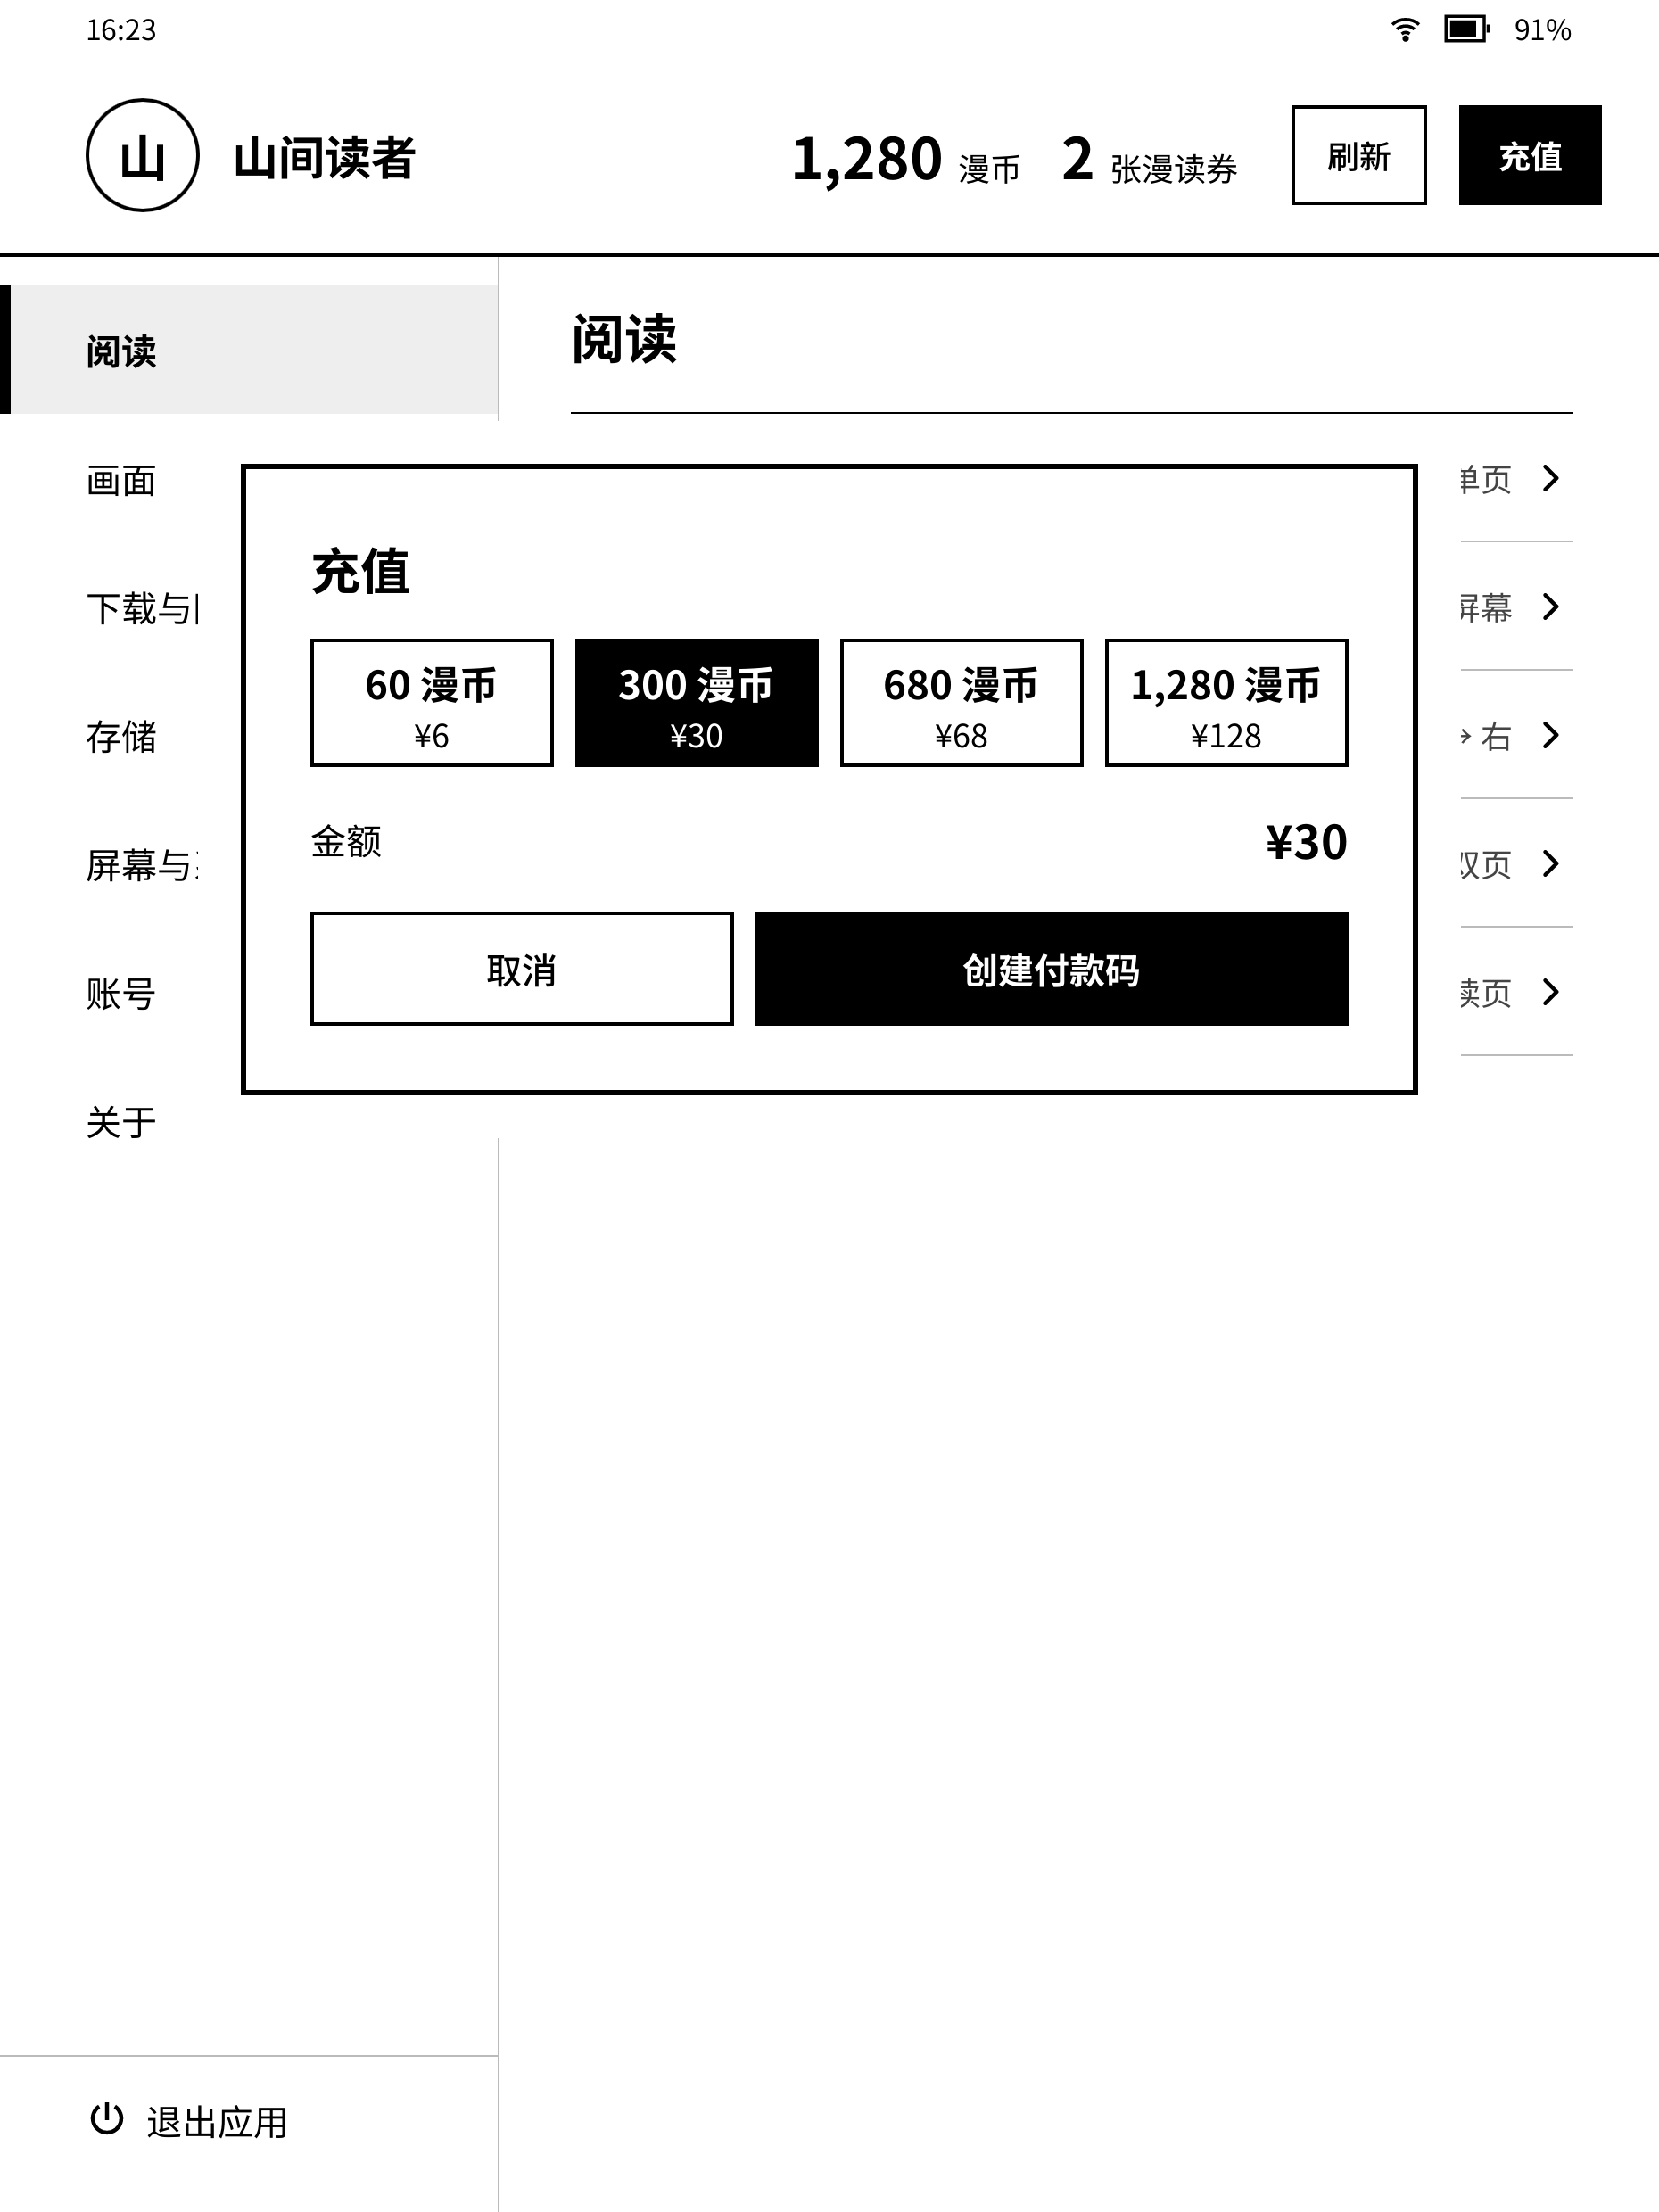 16:23
91%
山
山间读者
1,280 漫币 2 张漫读券
刷新
充值
阅读
画面
下载与
存储
屏幕与
账号
关于
退出应用
阅读
页
屏幕
右
页
页
充值
60 漫币
¥6
300 漫币
¥30
680 漫币
¥68
1,280 漫币
¥128
金额
¥30
取消
创建付款码